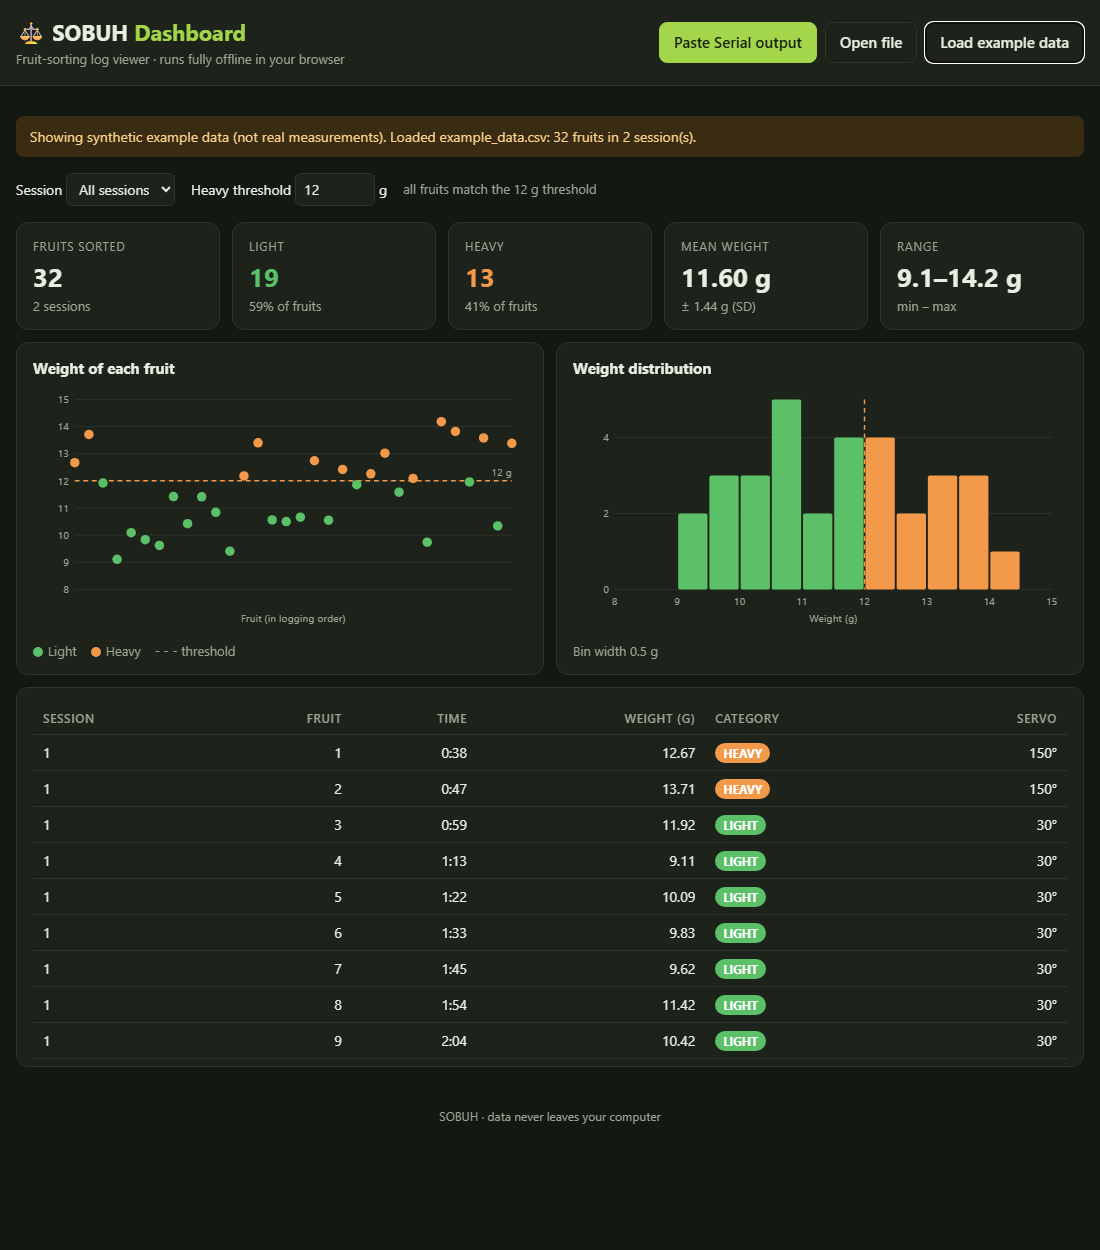 SOBUH Dashboard
Fruit-sorting log viewer · runs fully offline in your browser
Paste Serial output
Open file
Load example data
Showing synthetic example data (not real measurements). Loaded example_data.csv: 32 fruits in 2 session(s).
Session All sessions Heavy threshold 12 g all fruits match the 12 g threshold
FRUITS SORTED
32
2 sessions
LIGHT
19
59% of fruits
HEAVY
13
41% of fruits
MEAN WEIGHT
11.60 g
± 1.44 g (SD)
RANGE
9.1–14.2 g
min – max
Weight of each fruit
15
14
13
12
11
10
9
8
12 g
Fruit (in logging order)
Light Heavy - - - threshold
Weight distribution
4
2
0
8 9 10 11 12 13 14 15
Weight (g)
Bin width 0.5 g
SESSION FRUIT TIME WEIGHT (G) CATEGORY SERVO
1 1 0:38 12.67 HEAVY 150°
1 2 0:47 13.71 HEAVY 150°
1 3 0:59 11.92 LIGHT 30°
1 4 1:13 9.11 LIGHT 30°
1 5 1:22 10.09 LIGHT 30°
1 6 1:33 9.83 LIGHT 30°
1 7 1:45 9.62 LIGHT 30°
1 8 1:54 11.42 LIGHT 30°
1 9 2:04 10.42 LIGHT 30°
SOBUH · data never leaves your computer